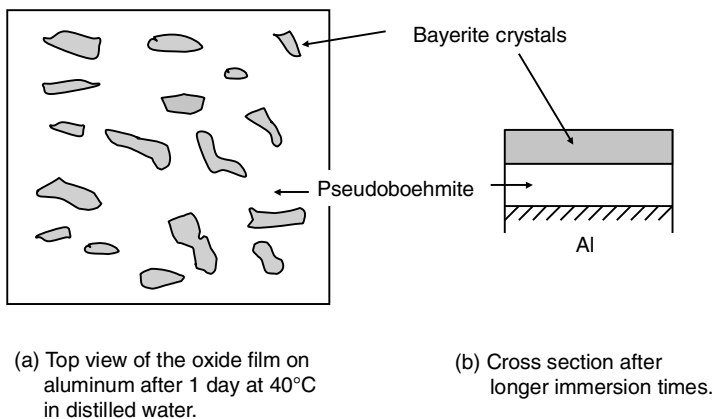 Bayerite crystals
Pseudoboehmite
Al
(a) Top view of the oxide film on
aluminum after 1 day at 40°C
in distilled water.
(b) Cross section after
longer immersion times.